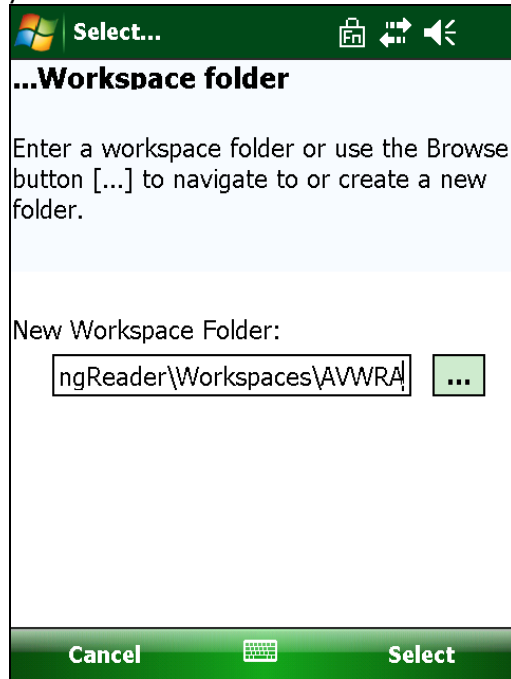 Select...
Fn
...Workspace folder
Enter a workspace folder or use the Browse
button [...] to navigate to or create a new
folder.
New Workspace Folder:
ngReader\Workspaces\AVWRA
...
Cancel
Select